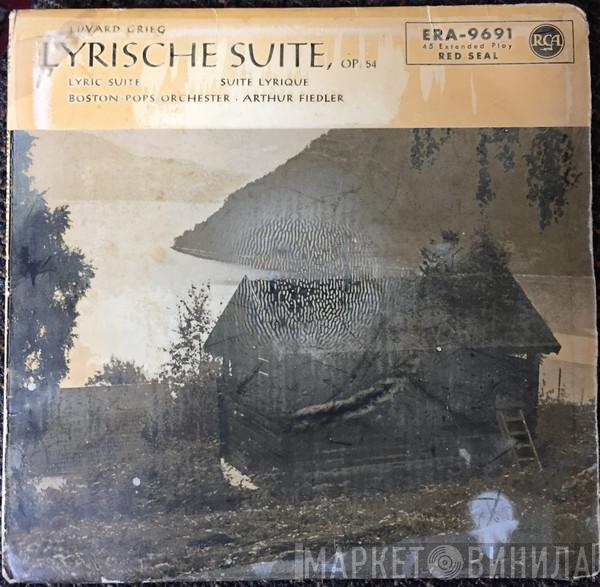 EDVARD GRIEG
LYRISCHE SUITE, OP. 54
LYRIC SUITE SUITE LYRIQUE
BOSTON POPS ORCHESTER · ARTHUR FIEDLER
ERA-9691
45 Extended Play
RED SEAL
RCA
МАРКЕТ ВИНИЛА